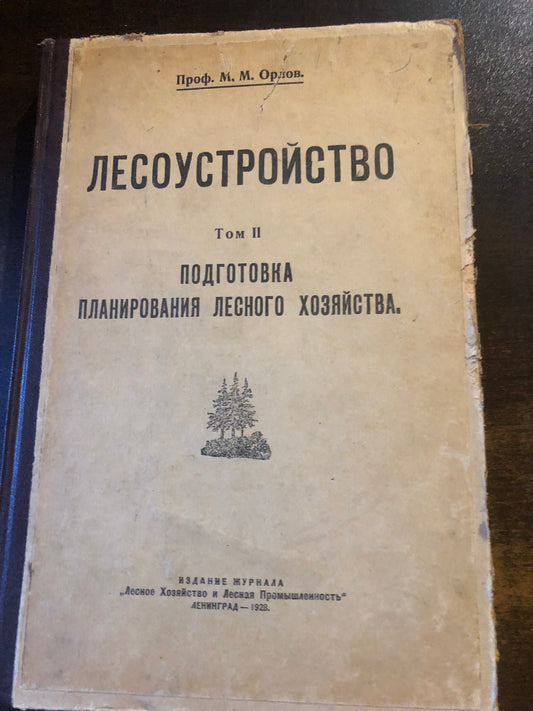 Проф. М. М. Орлов.
ЛЕСОУСТРОЙСТВО
Том II
ПОДГОТОВКА
ПЛАНИРОВАНИЯ ЛЕСНОГО ХОЗЯЙСТВА.
ИЗДАНИЕ ЖУРНАЛА
„Лесное Хозяйство и Лесная Промышленность"
ЛЕНИНГРАД — 1928.